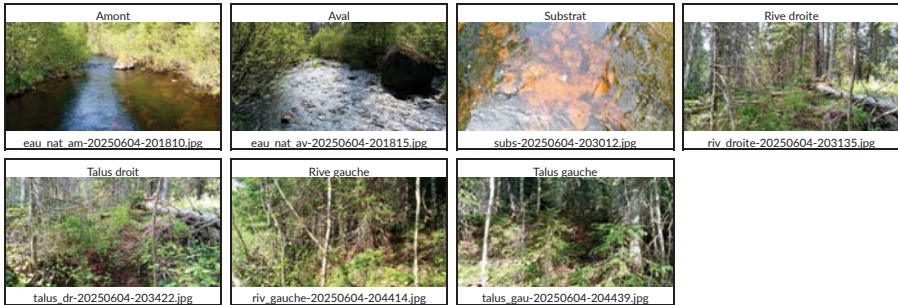 Amont
Aval
Substrat
Rive droite
eau_nat_am-20250604-201810.jpg
eau_nat_av-20250604-201815.jpg
subs-20250604-203012.jpg
riv_droite-20250604-203135.jpg
Talus droit
Rive gauche
Talus gauche
talus_dr-20250604-203422.jpg
riv_gauche-20250604-204414.jpg
talus_gau-20250604-204439.jpg